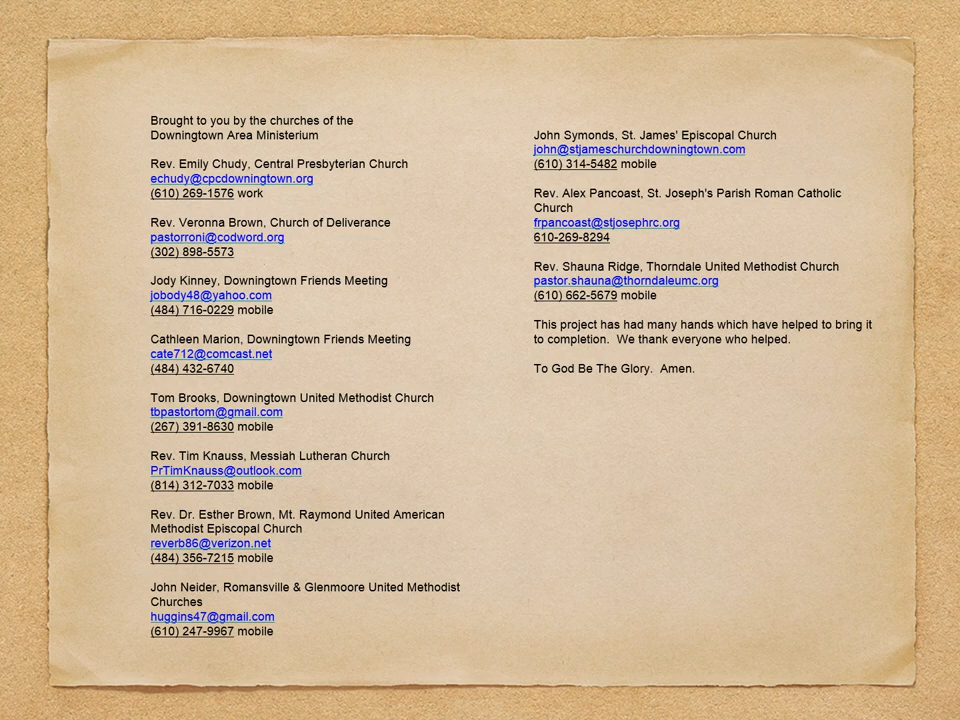 Brought to you by the churches of the
Downingtown Area Ministerium
Rev. Emily Chudy, Central Presbyterian Church
echudy@cpcdowningtown.org
(610) 269-1576 work
Rev. Veronna Brown, Church of Deliverance
pastorroni@codword.org
(302) 898-5573
Jody Kinney, Downingtown Friends Meeting
jobody48@yahoo.com
(484) 716-0229 mobile
Cathleen Marion, Downingtown Friends Meeting
cate712@comcast.net
(484) 432-6740
Tom Brooks, Downingtown United Methodist Church
tbpastortom@gmail.com
(267) 391-8630 mobile
Rev. Tim Knauss, Messiah Lutheran Church
PrTimKnauss@outlook.com
(814) 312-7033 mobile
Rev. Dr. Esther Brown, Mt. Raymond United American
Methodist Episcopal Church
reverb86@verizon.net
(484) 356-7215 mobile
John Neider, Romansville & Glenmoore United Methodist
Churches
huggins47@gmail.com
(610) 247-9967 mobile
John Symonds, St. James' Episcopal Church
john@stjameschurchdowningtown.com
(610) 314-5482 mobile
Rev. Alex Pancoast, St. Joseph's Parish Roman Catholic
Church
frpancoast@stjosephrc.org
610-269-8294
Rev. Shauna Ridge, Thorndale United Methodist Church
pastor.shauna@thorndaleumc.org
(610) 662-5679 mobile
This project has had many hands which have helped to bring it
to completion.  We thank everyone who helped.
To God Be The Glory.  Amen.